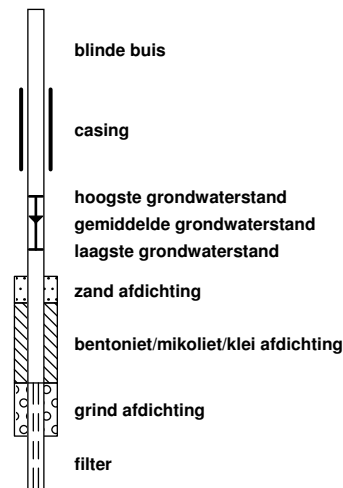 blinde buis
casing
hoogste grondwaterstand
gemiddelde grondwaterstand
laagste grondwaterstand
zand afdichting
bentoniet/mikoliet/klei afdichting
grind afdichting
filter